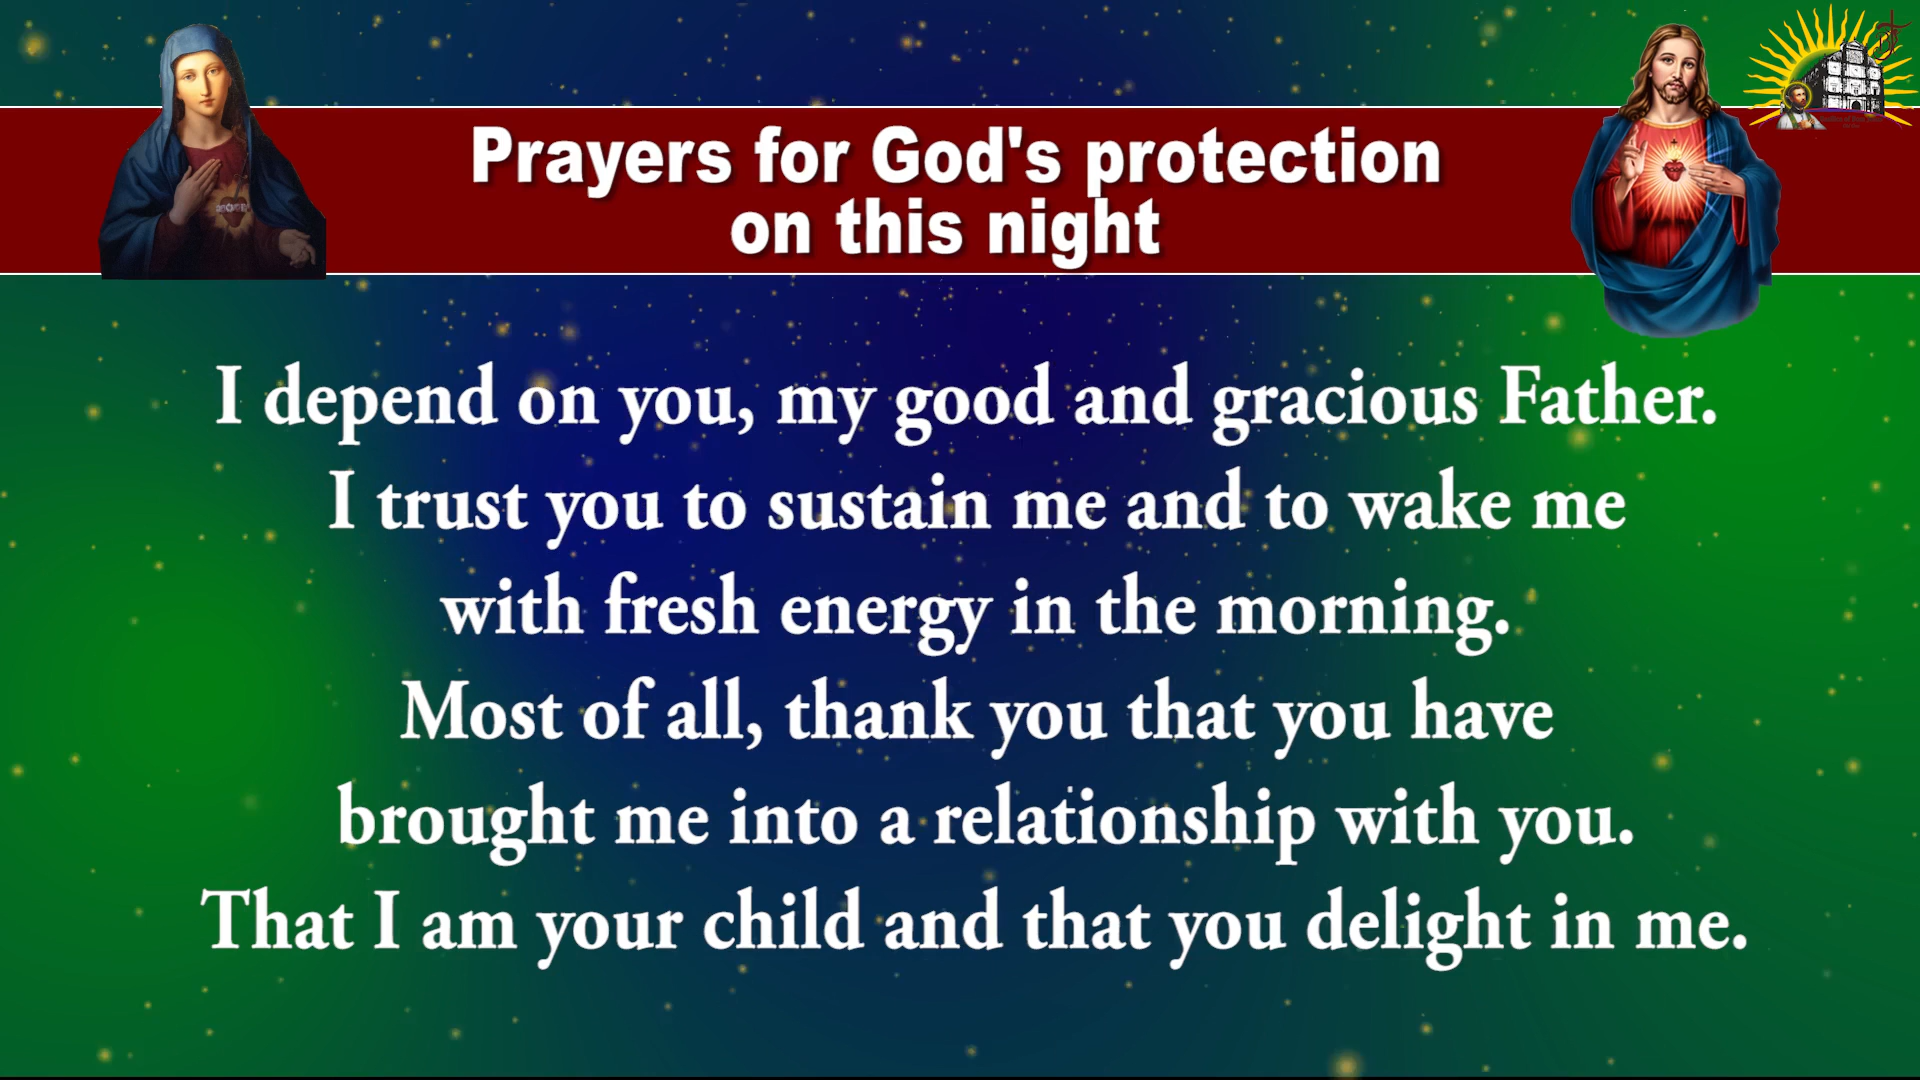 Prayers for God's protection
on this night
I depend on you, my good and gracious Father.
I trust you to sustain me and to wake me
with fresh energy in the morning.
Most of all, thank you that you have
brought me into a relationship with you.
That I am your child and that you delight in me.